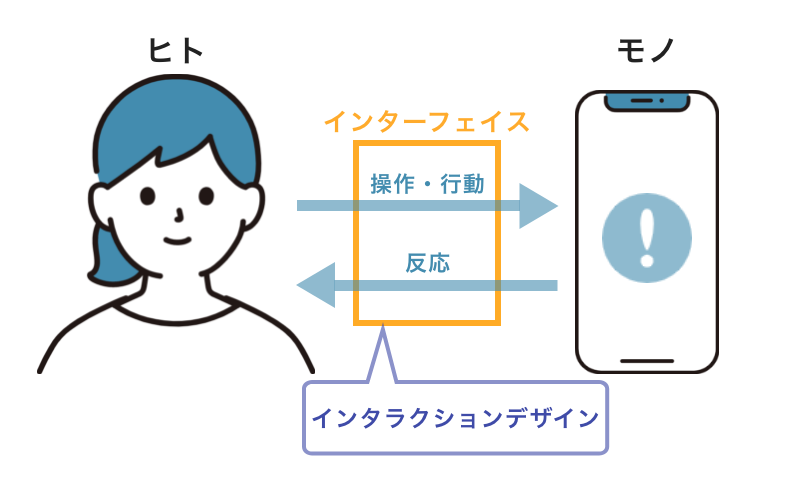 ヒト
モノ
インターフェイス
操作・行動
反応
インタラクションデザイン